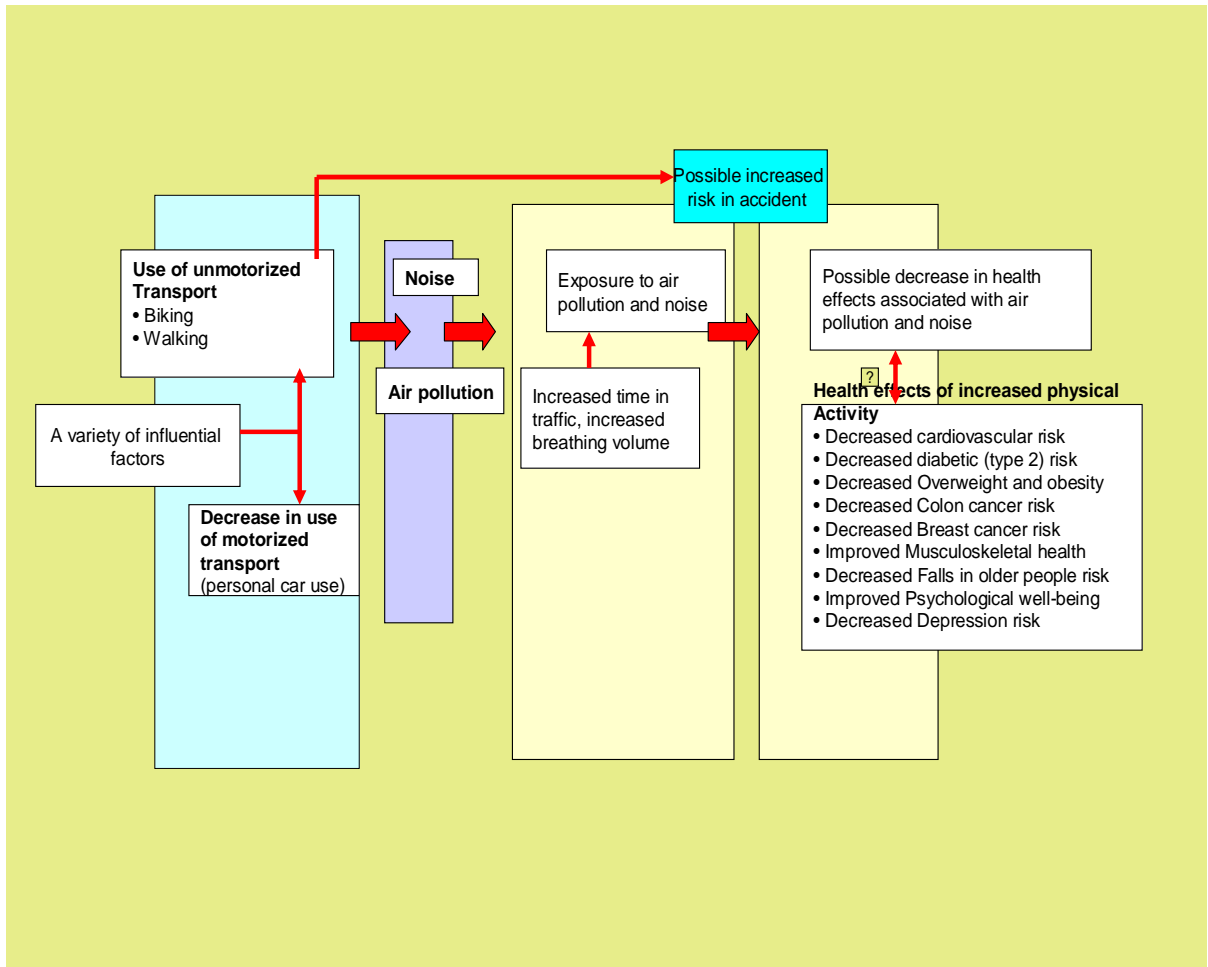 Possible increased
risk in accident
Use of unmotorized
Transport
• Biking
• Walking
Noise
Exposure to air
pollution and noise
Possible decrease in health
effects associated with air
pollution and noise
Air pollution
Increased time in
traffic, increased
breathing volume
?
Health effects of increased physical
Activity
• Decreased cardiovascular risk
• Decreased diabetic (type 2) risk
• Decreased Overweight and obesity
• Decreased Colon cancer risk
• Decreased Breast cancer risk
• Improved Musculoskeletal health
• Decreased Falls in older people risk
• Improved Psychological well-being
• Decreased Depression risk
A variety of influential
factors
Decrease in use
of motorized
transport
(personal car use)